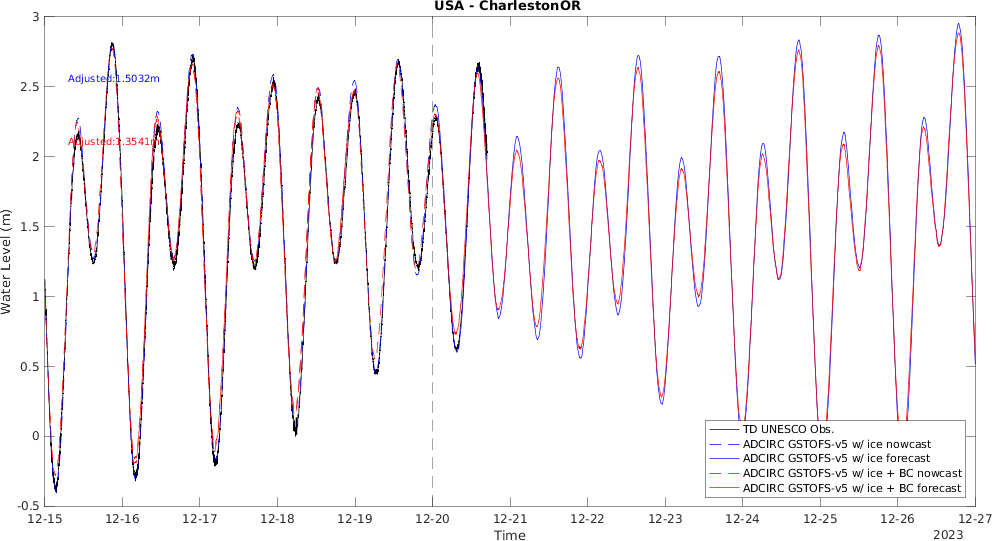 USA - CharlestonOR
3
2.5
2
1.5
1
0.5
0
-0.5
Water Level (m)
Adjusted:1.5032m
Adjusted:1.3541m
TD UNESCO Obs.
ADCIRC GSTOFS-v5 w/ ice nowcast
ADCIRC GSTOFS-v5 w/ ice forecast
ADCIRC GSTOFS-v5 w/ ice + BC nowcast
ADCIRC GSTOFS-v5 w/ ice + BC forecast
12-15 12-16 12-17 12-18 12-19 12-20 12-21 12-22 12-23 12-24 12-25 12-26 12-27
Time
2023